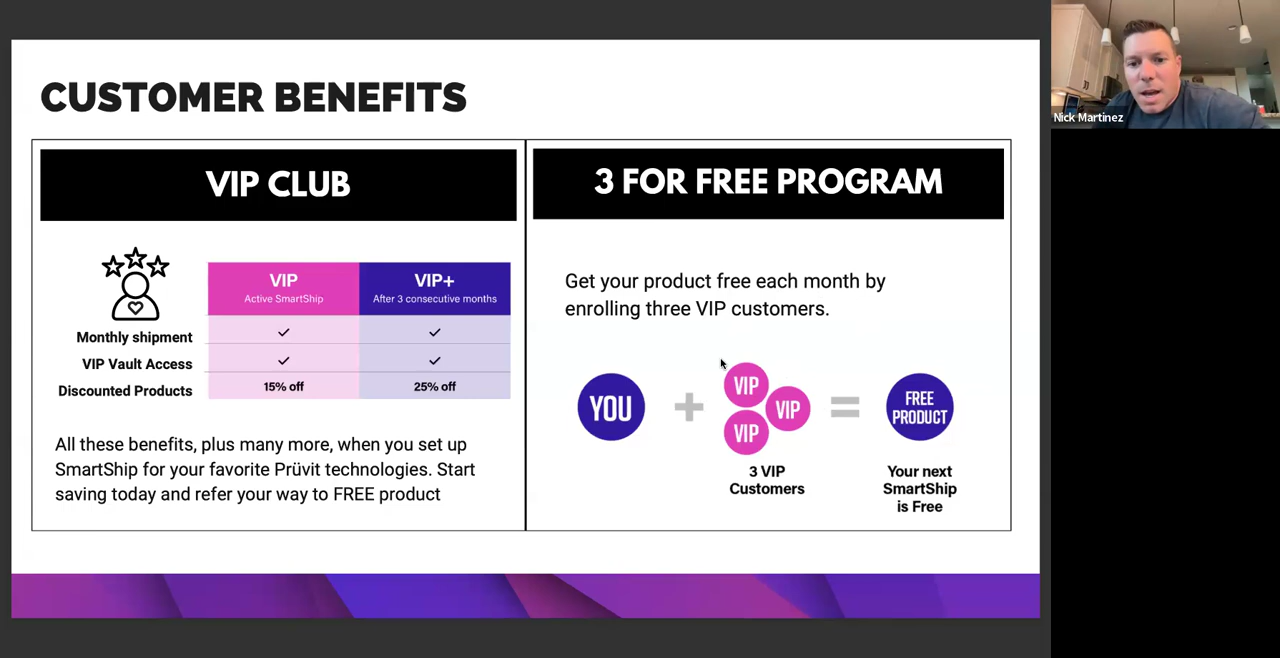 CUSTOMER BENEFITS
VIP CLUB
VIP
Active SmartShip
VIP+
After 3 consecutive months
Monthly shipment
VIP Vault Access
Discounted Products
15% off
25% off
All these benefits, plus many more, when you set up
SmartShip for your favorite Prüvit technologies. Start
saving today and refer your way to FREE product
3 FOR FREE PROGRAM
Get your product free each month by
enrolling three VIP customers.
YOU
VIP
VIP
VIP
FREE
PRODUCT
3 VIP
Customers
Your next
SmartShip
is Free
Nick Martinez